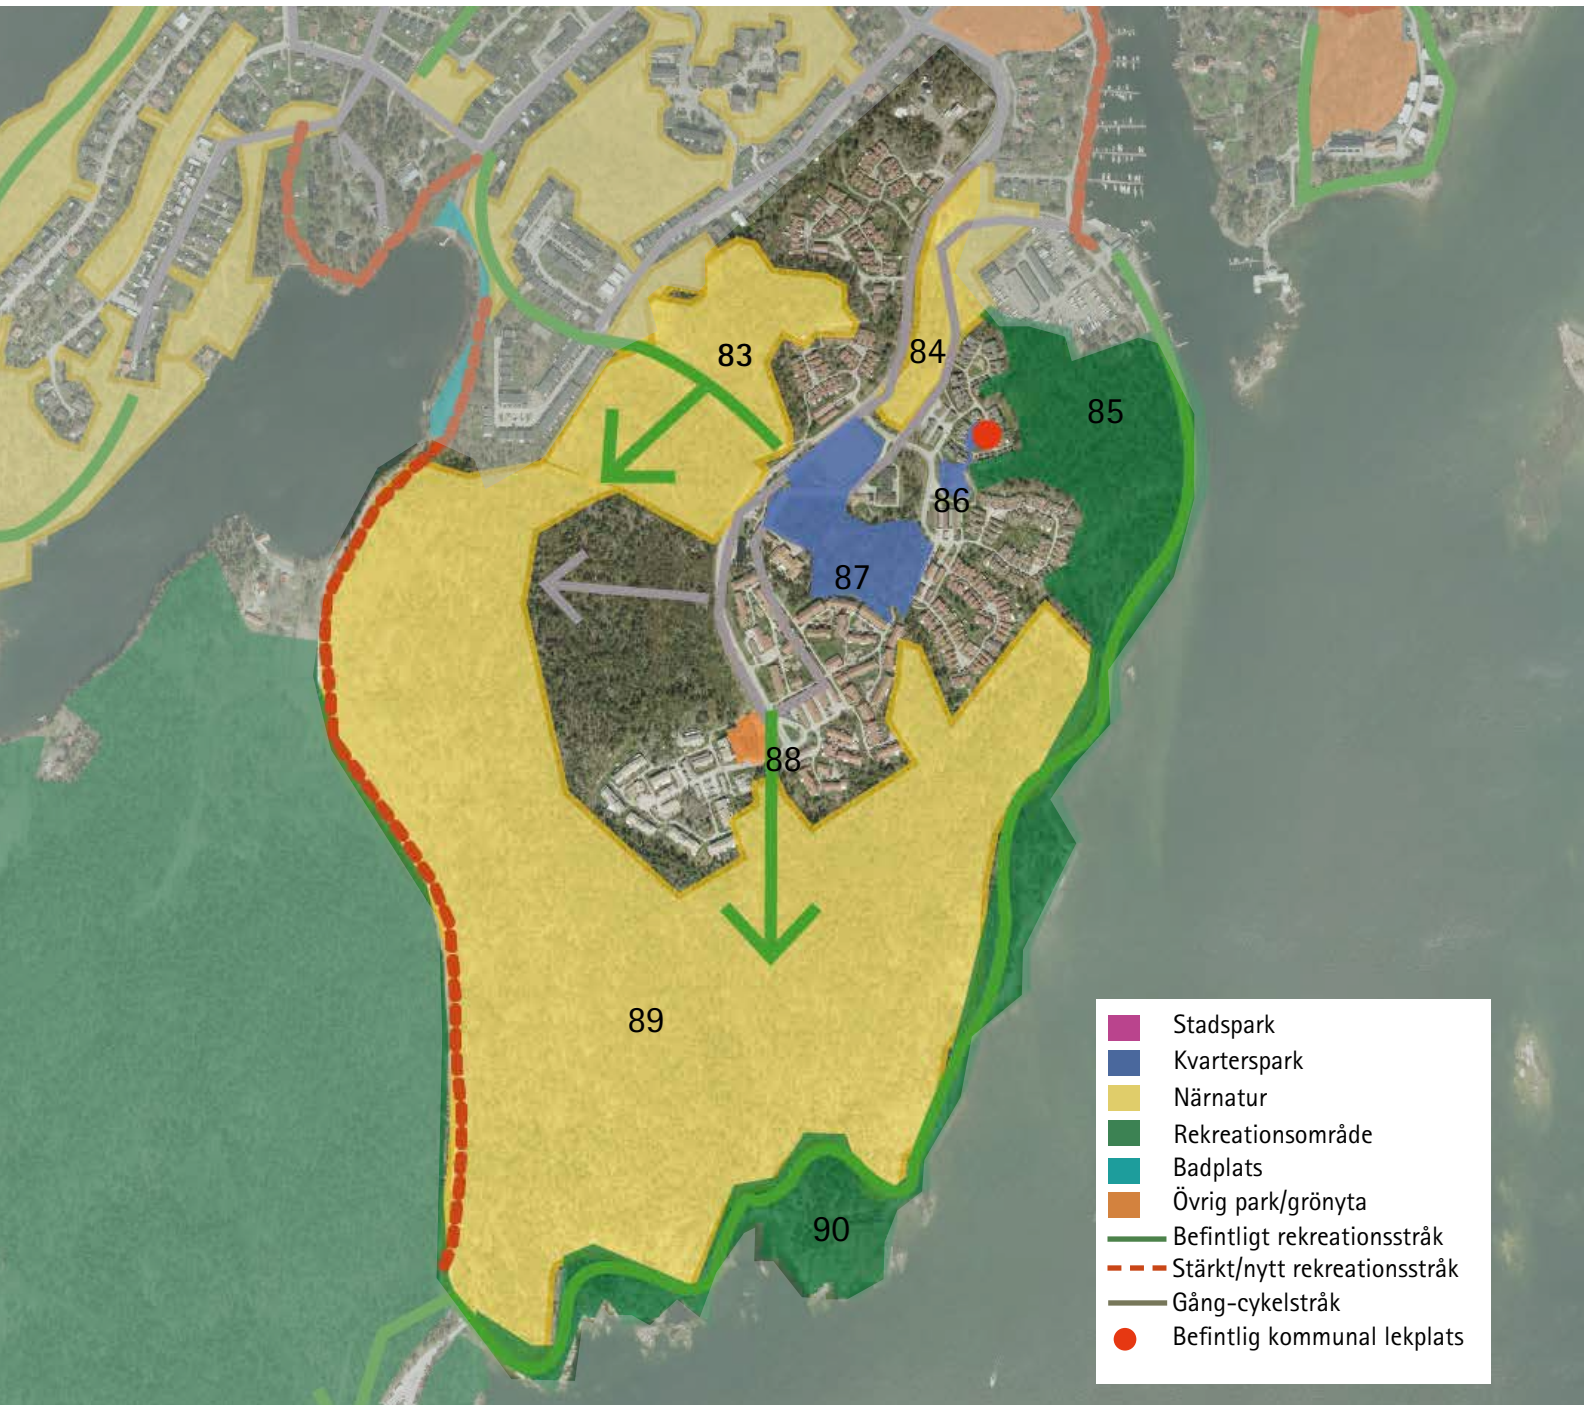 83
84
85
86
87
88
89
90
Stadspark
Kvarterspark
Närnatur
Rekreationsområde
Badplats
Övrig park/grönyta
Befintligt rekreationsstråk
Stärkt/nytt rekreationsstråk
Gång-cykelstråk
Befintlig kommunal lekplats